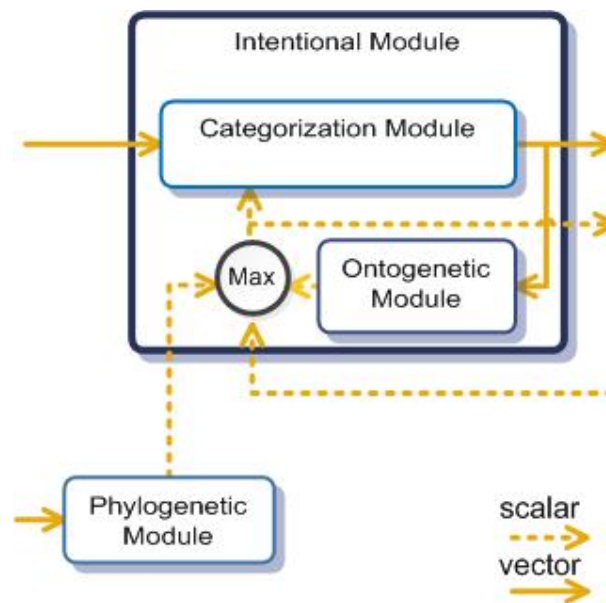 Intentional Module
Categorization Module
Max
Ontogenetic
Module
Phylogenetic
Module
scalar
vector